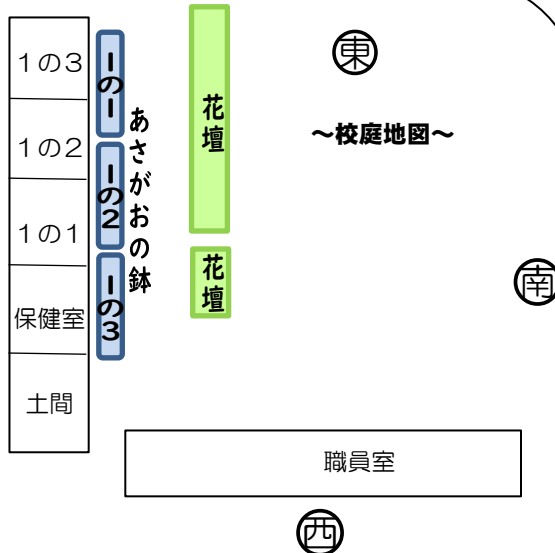 1の3
1の2
1の1
保健室
土間
1の1
1の2
1の3
あさがおの鉢
花壇
花壇
東
～校庭地図～
南
職員室
西